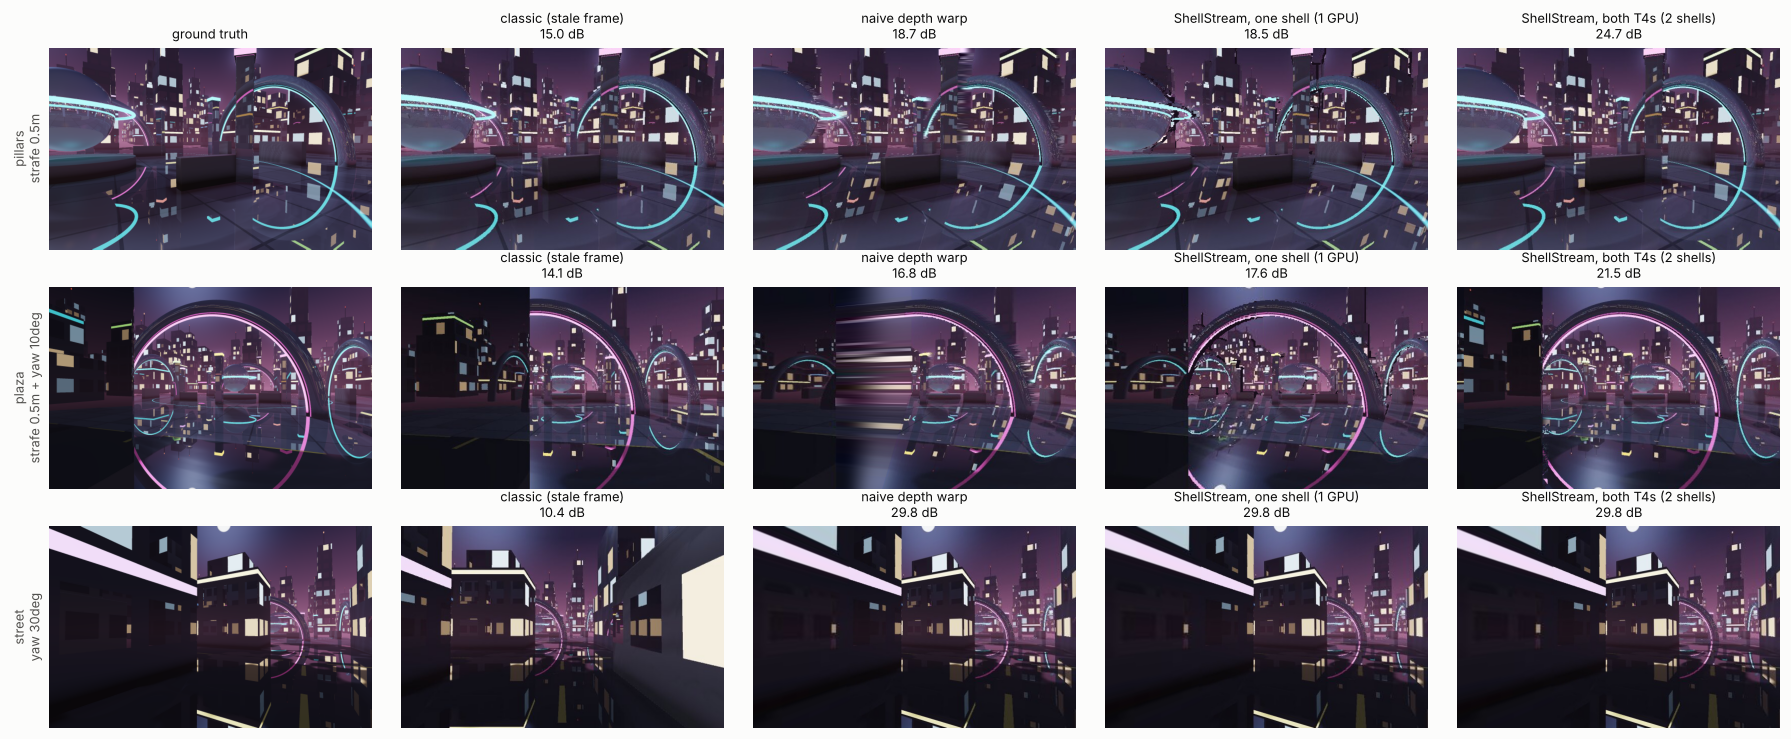 ground truth
classic (stale frame)
15.0 dB
naive depth warp
18.7 dB
ShellStream, one shell (1 GPU)
18.5 dB
ShellStream, both T4s (2 shells)
24.7 dB
pillars
strafe 0.5m
classic (stale frame)
14.1 dB
naive depth warp
16.8 dB
ShellStream, one shell (1 GPU)
17.6 dB
ShellStream, both T4s (2 shells)
21.5 dB
plaza
strafe 0.5m + yaw 10deg
classic (stale frame)
10.4 dB
naive depth warp
29.8 dB
ShellStream, one shell (1 GPU)
29.8 dB
ShellStream, both T4s (2 shells)
29.8 dB
street
yaw 30deg